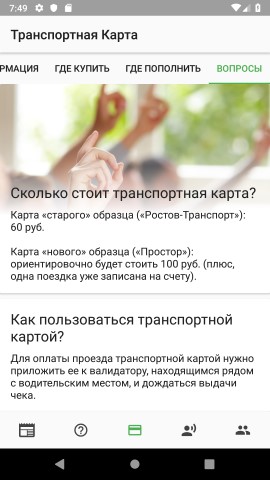 7:49
Транспортная Карта
РМАЦИЯ ГДЕ КУПИТЬ ГДЕ ПОПОЛНИТЬ ВОПРОСЫ
Сколько стоит транспортная карта?
Карта «старого» образца («Ростов-Транспорт»):
60 руб.
Карта «нового» образца («Простор»):
ориентировочно будет стоить 100 руб. (плюс,
одна поездка уже записана на счету).
Как пользоваться транспортной
картой?
Для оплаты проезда транспортной картой нужно
приложить ее к валидатору, находящимся рядом
с водительским местом, и дождаться выдачи
чека.